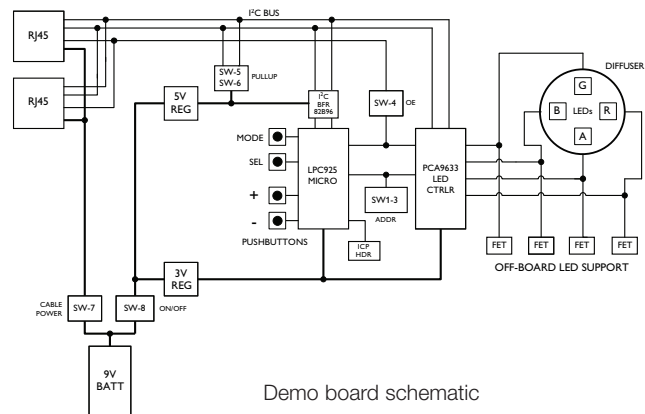 I²C BUS
RJ45
RJ45
SW-5
SW-6
PULLUP
5V
REG
I²C
BFR
82B96
SW-4
OE
DIFFUSER
G
B
LEDs
R
A
MODE
SEL
+
-
PUSHBUTTONS
LPC925
MICRO
SW1-3
ADDR
ICP
HDR
PCA9633
LED
CTRLR
FET
FET
FET
FET
OFF-BOARD LED SUPPORT
3V
REG
CABLE
POWER
SW-7
SW-8
ON/OFF
9V
BATT
Demo board schematic